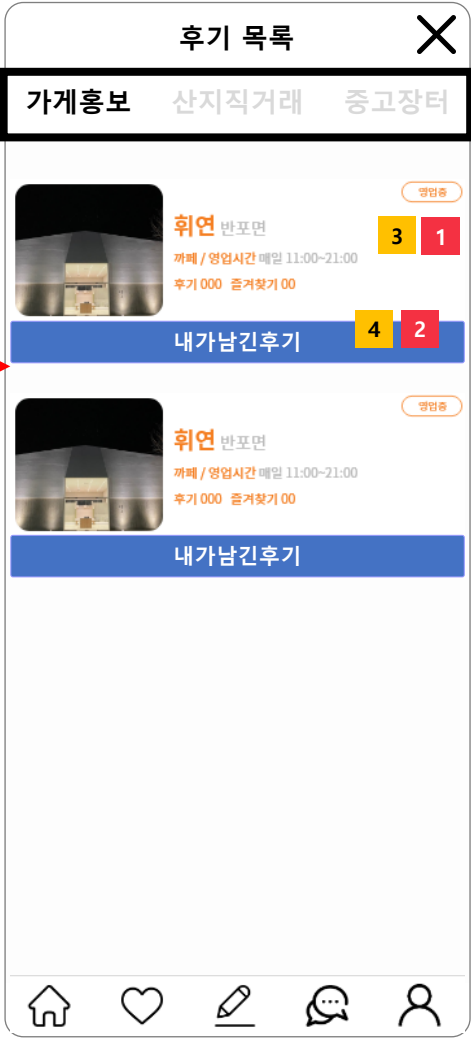 후기 목록
가게홍보 산지직거래 중고장터
영업중
휘연 반포면
3 1
까페 / 영업시간 매일 11:00~21:00
후기 000 즐겨찾기 00
내가남긴후기
4 2
영업중
휘연 반포면
까페 / 영업시간 매일 11:00~21:00
후기 000 즐겨찾기 00
내가남긴후기